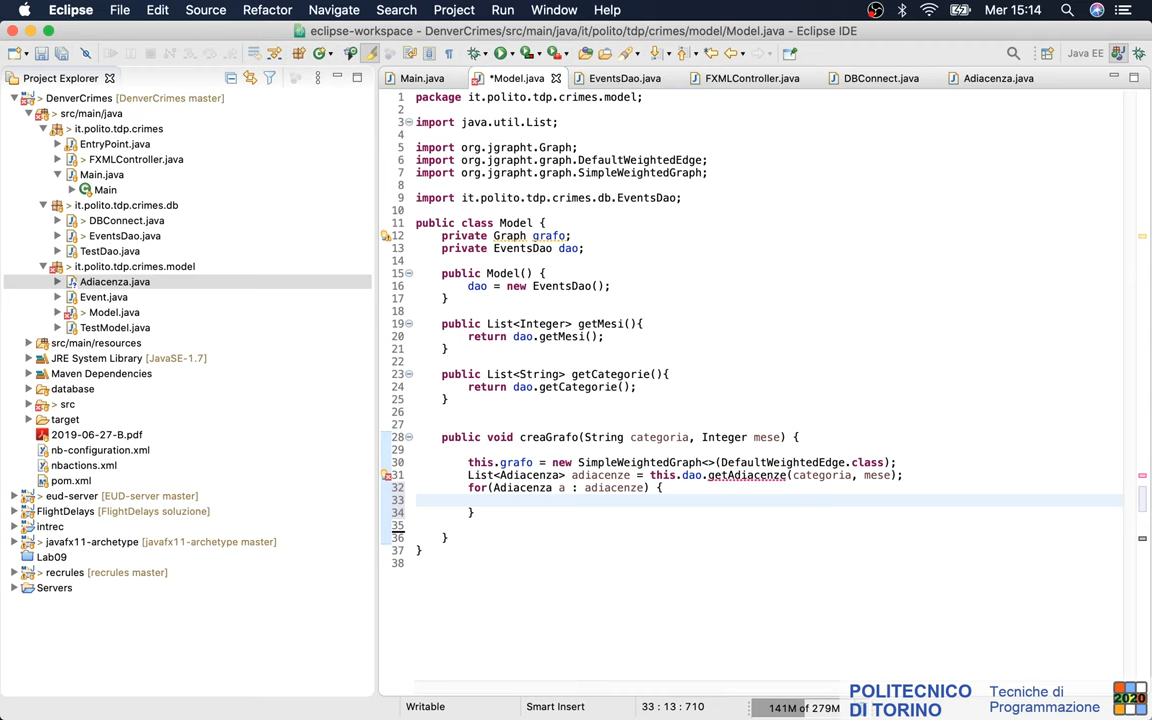 Eclipse File Edit Source Refactor Navigate Search Project Run Window Help Mer 15:14
eclipse-workspace - DenverCrimes/src/main/java/it/polito/tdp/crimes/model/Model.java - Eclipse IDE
Java EE
Project Explorer
Main.java *Model.java EventsDao.java FXMLController.java DBConnect.java Adiacenza.java
> DenverCrimes [DenverCrimes master]
> src/main/java
> it.polito.tdp.crimes
EntryPoint.java
> FXMLController.java
Main.java
Main
> it.polito.tdp.crimes.db
> DBConnect.java
> EventsDao.java
TestDao.java
> it.polito.tdp.crimes.model
Adiacenza.java
Event.java
> Model.java
TestModel.java
src/main/resources
JRE System Library [JavaSE-1.7]
Maven Dependencies
database
> src
target
2019-06-27-B.pdf
nb-configuration.xml
nbactions.xml
pom.xml
> eud-server [EUD-server master]
FlightDelays [FlightDelays soluzione]
intrec
> javafx11-archetype [javafx11-archetype master]
Lab09
> recrules [recrules master]
Servers
1 package it.polito.tdp.crimes.model;
2
3 import java.util.List;
4
5 import org.jgrapht.Graph;
6 import org.jgrapht.graph.DefaultWeightedEdge;
7 import org.jgrapht.graph.SimpleWeightedGraph;
8
9 import it.polito.tdp.crimes.db.EventsDao;
10
11 public class Model {
12 private Graph grafo;
13 private EventsDao dao;
14
15 public Model() {
16 dao = new EventsDao();
17 }
18
19 public List<Integer> getMesi(){
20 return dao.getMesi();
21 }
22
23 public List<String> getCategorie(){
24 return dao.getCategorie();
25 }
26
27
28 public void creaGrafo(String categoria, Integer mese) {
29
30 this.grafo = new SimpleWeightedGraph<>(DefaultWeightedEdge.class);
31 List<Adiacenza> adiacenze = this.dao.getAdiacenze(categoria, mese);
32 for(Adiacenza a : adiacenze) {
33
34 }
35
36 }
37 }
38
Writable Smart Insert 33 : 13 : 710 141M of 279M
POLITECNICO
DI TORINO
Tecniche di
Programmazione
2020